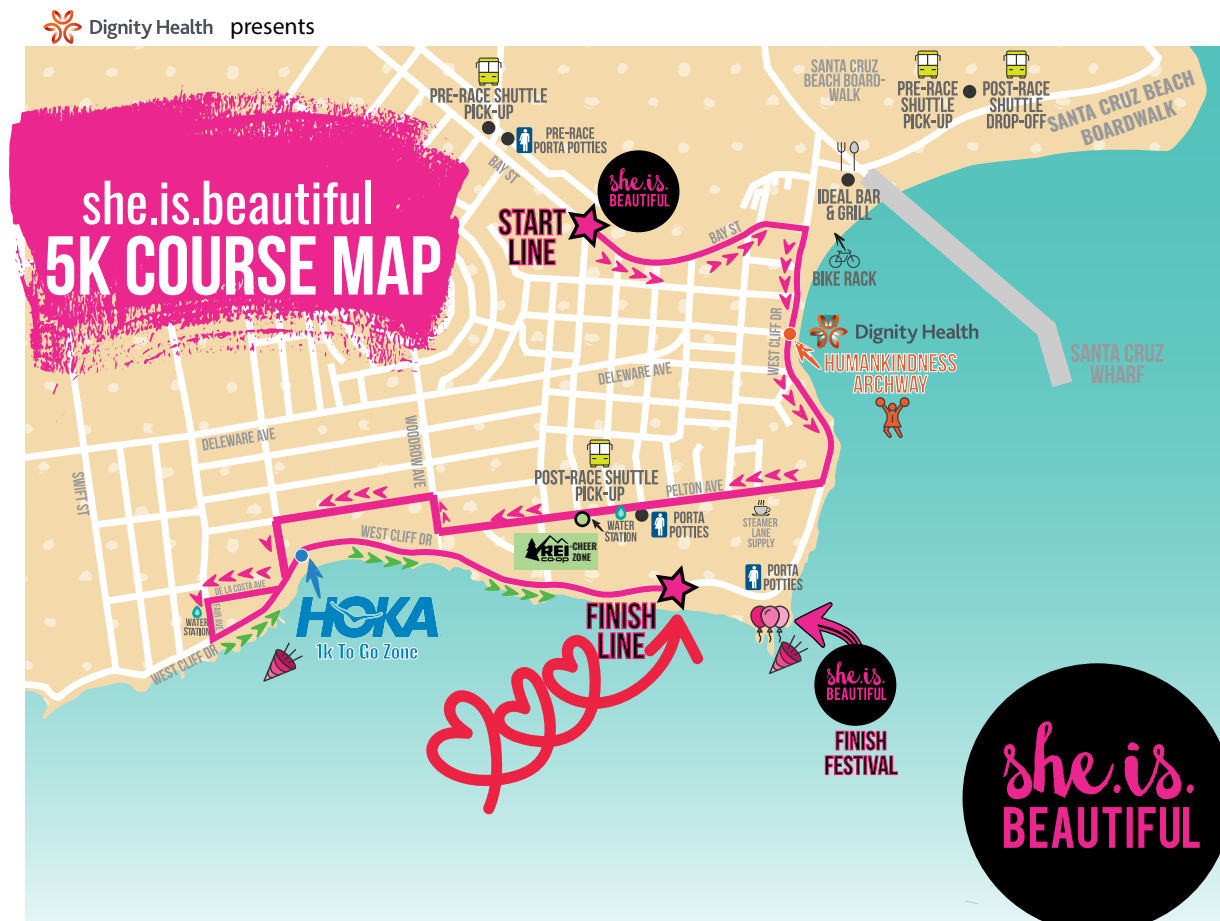 Dignity Health presents
she.is.beautiful
5K COURSE MAP
PRE-RACE SHUTTLE
PICK-UP
PRE-RACE
PORTA POTTIES
BAY ST
she.is.
BEAUTIFUL
START
LINE
BAY ST
SANTA CRUZ
BEACH BOARD-
WALK
PRE-RACE
SHUTTLE
PICK-UP
POST-RACE
SHUTTLE
DROP-OFF
SANTA CRUZ BEACH
BOARDWALK
IDEAL BAR
& GRILL
BIKE RACK
WEST CLIFF DR
Dignity Health
HUMANKINDNESS
ARCHWAY
SANTA CRUZ
WHARF
DELEWARE AVE
DELEWARE AVE
WOODROW AVE
SWIFT ST
POST-RACE SHUTTLE
PICK-UP
PELTON AVE
WATER
STATION
PORTA
POTTIES
STEAMER
LANE
SUPPLY
REI
CO-OP
CHEER
ZONE
WEST CLIFF DR
PORTA
POTTIES
DE LA COSTA AVE
FAIR AVE
WATER
STATION
WEST CLIFF DR
HOKA
1k To Go Zone
FINISH
LINE
she.is.
BEAUTIFUL
FINISH
FESTIVAL
she.is.
BEAUTIFUL